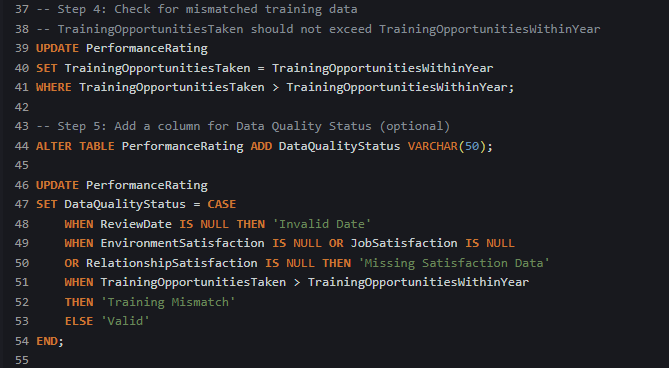 37 -- Step 4: Check for mismatched training data
38 -- TrainingOpportunitiesTaken should not exceed TrainingOpportunitiesWithinYear
39 UPDATE PerformanceRating
40 SET TrainingOpportunitiesTaken = TrainingOpportunitiesWithinYear
41 WHERE TrainingOpportunitiesTaken > TrainingOpportunitiesWithinYear;
42
43 -- Step 5: Add a column for Data Quality Status (optional)
44 ALTER TABLE PerformanceRating ADD DataQualityStatus VARCHAR(50);
45
46 UPDATE PerformanceRating
47 SET DataQualityStatus = CASE
48     WHEN ReviewDate IS NULL THEN 'Invalid Date'
49     WHEN EnvironmentSatisfaction IS NULL OR JobSatisfaction IS NULL
50     OR RelationshipSatisfaction IS NULL THEN 'Missing Satisfaction Data'
51     WHEN TrainingOpportunitiesTaken > TrainingOpportunitiesWithinYear
52     THEN 'Training Mismatch'
53     ELSE 'Valid'
54 END;
55